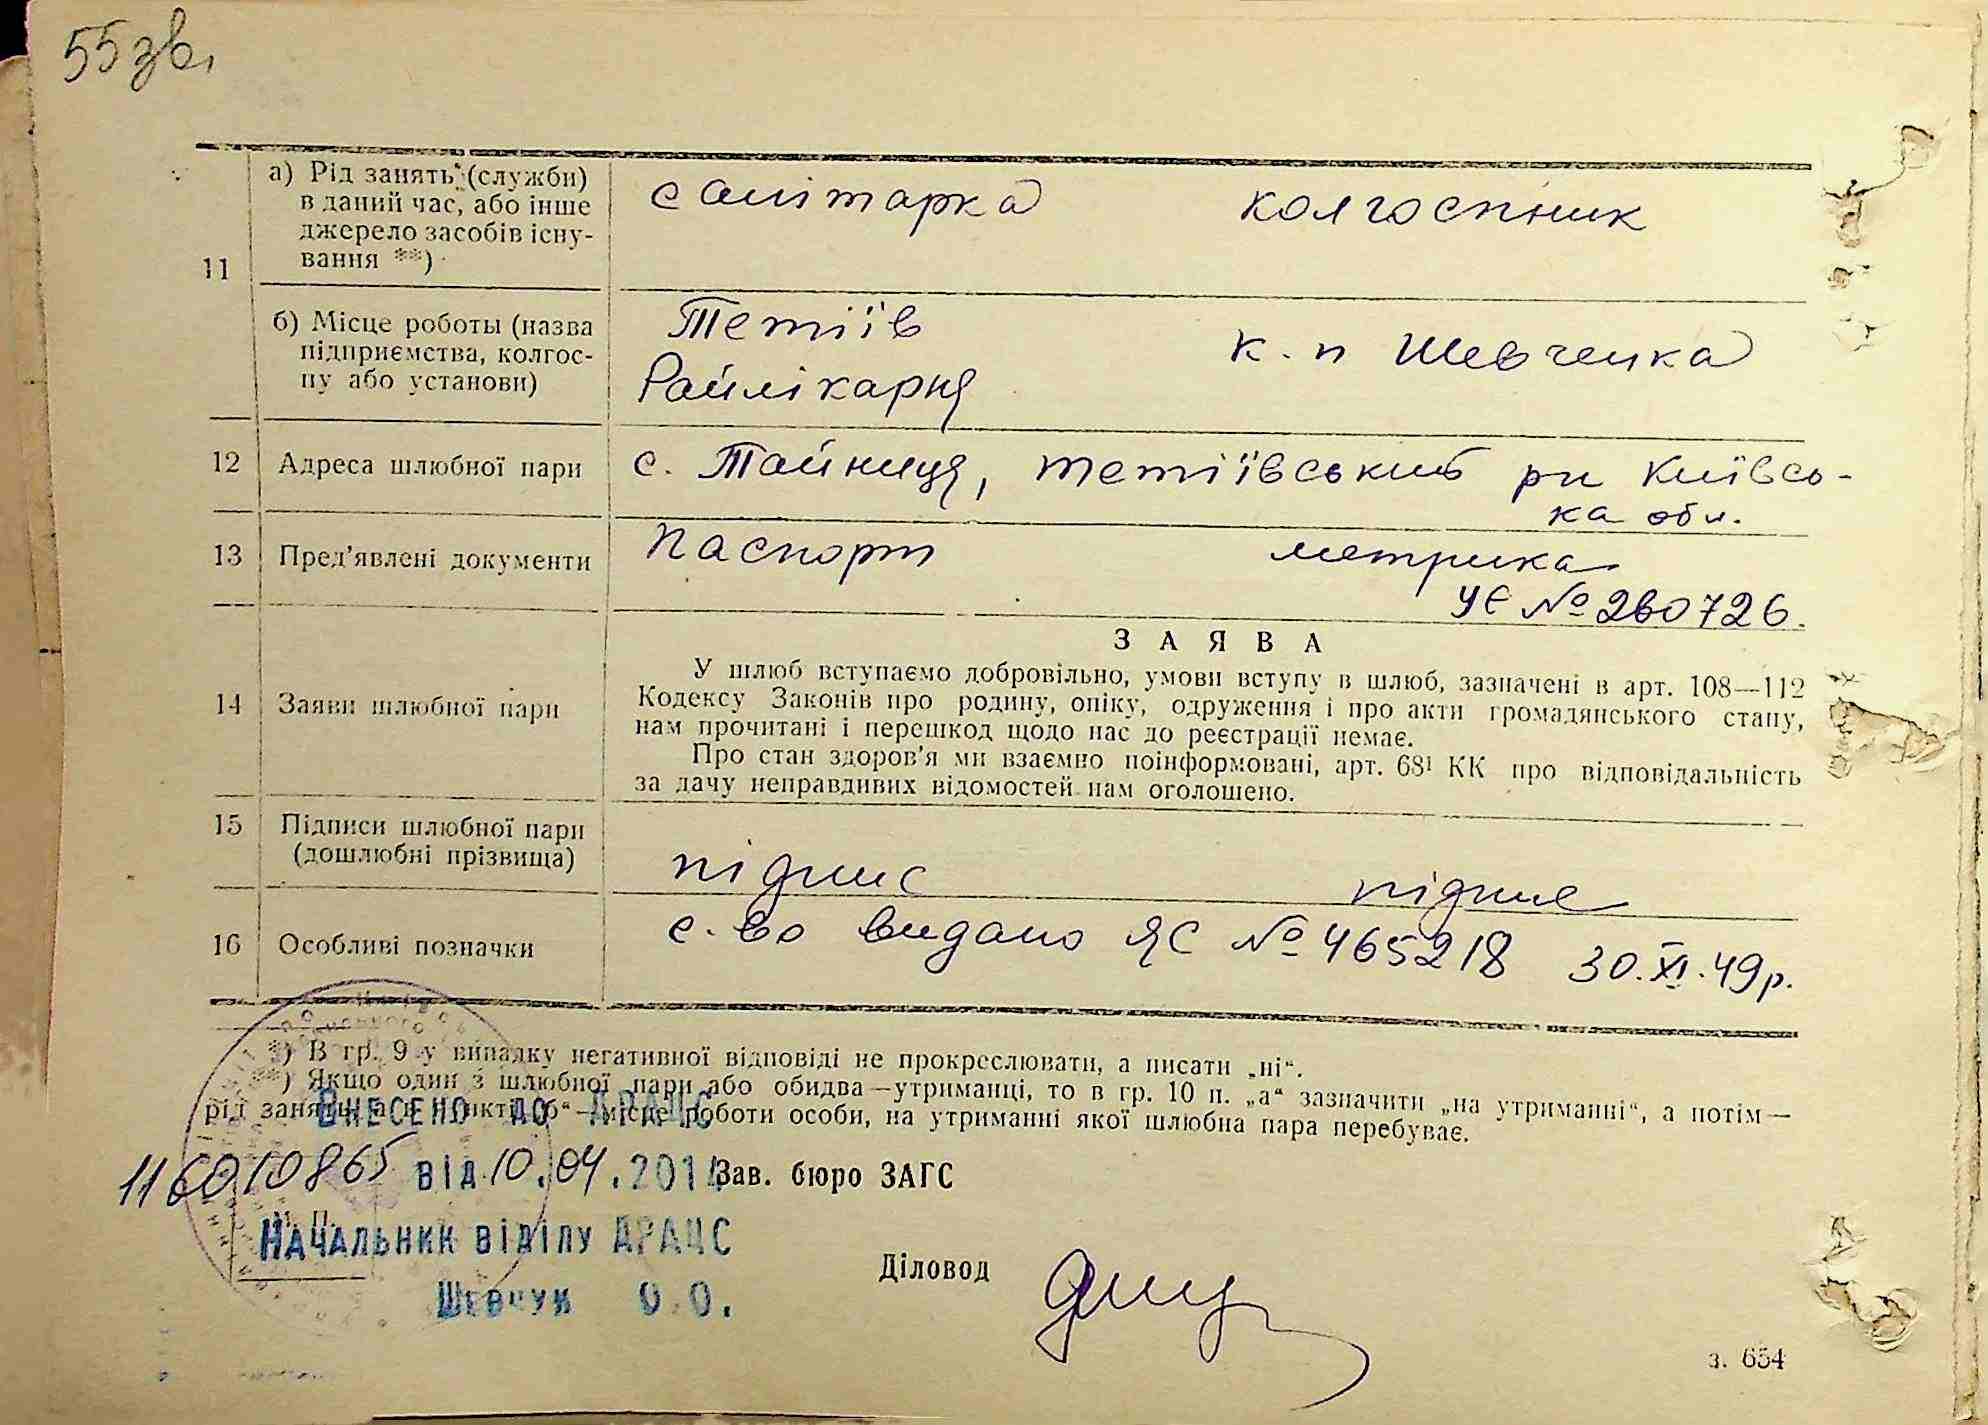 55 зв.
11
а) Рід занять (служби)
в даний час, або інше
джерело засобів існу-
вання **)
санітарка колгоспник
б) Місце роботы (назва
підприємства, колгос-
пу або установи)
Тетіїв
Райлікарня
к. п Шевченка
12 Адреса шлюбної пари
с. Тайниця, тетіївський рн Київсь-
ка обл.
13 Пред'явлені документи
паспорт метрика
УЄ № 260726.
14 Заяви шлюбної пари
ЗАЯВА
У шлюб вступаємо добровільно, умови вступу в шлюб, зазначені в арт. 108—112
Кодексу Законів про родину, опіку, одруження і про акти громадянського стану,
нам прочитані і перешкод щодо нас до реєстрації немає.
Про стан здоров'я ми взаємно поінформовані, арт. 68¹ КК про відповідальність
за дачу неправдивих відомостей нам оголошено.
15 Підписи шлюбної пари
(дошлюбні прізвища)
підпис підпис
16 Особливі позначки
с-во видано ЯС № 465218 30.XI.49р.
*) В гр. 9 у випадку негативної відповіді не прокреслювати, а писати „ні“.
**) Якщо один з шлюбної пари або обидва—утриманці, то в гр. 10 п. „а“ зазначити „на утриманні“, а потім—
рід занять, а в пункті „б“—місце роботи особи, на утриманні якої шлюбна пара перебуває.
Внесено до ДРАЦС
116010865 від 10.04.201
Зав. бюро ЗАГС
Начальник відділу ДРАЦС
Шевчук О.О.
Діловод
з. 654